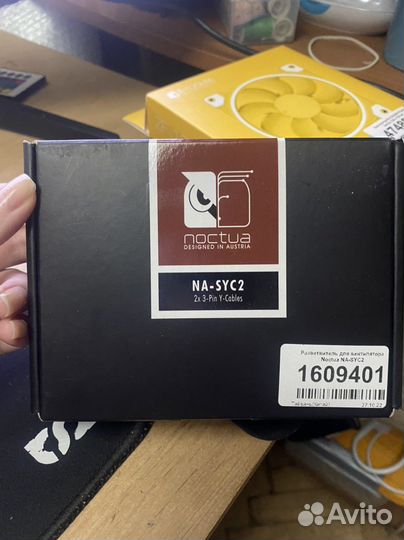 noctua
DESIGNED IN AUSTRIA
NA-SYC2
2x 3-Pin Y-Cables
Разветвитель для вентилятора
Noctua NA-SYC2
1609401
Avito